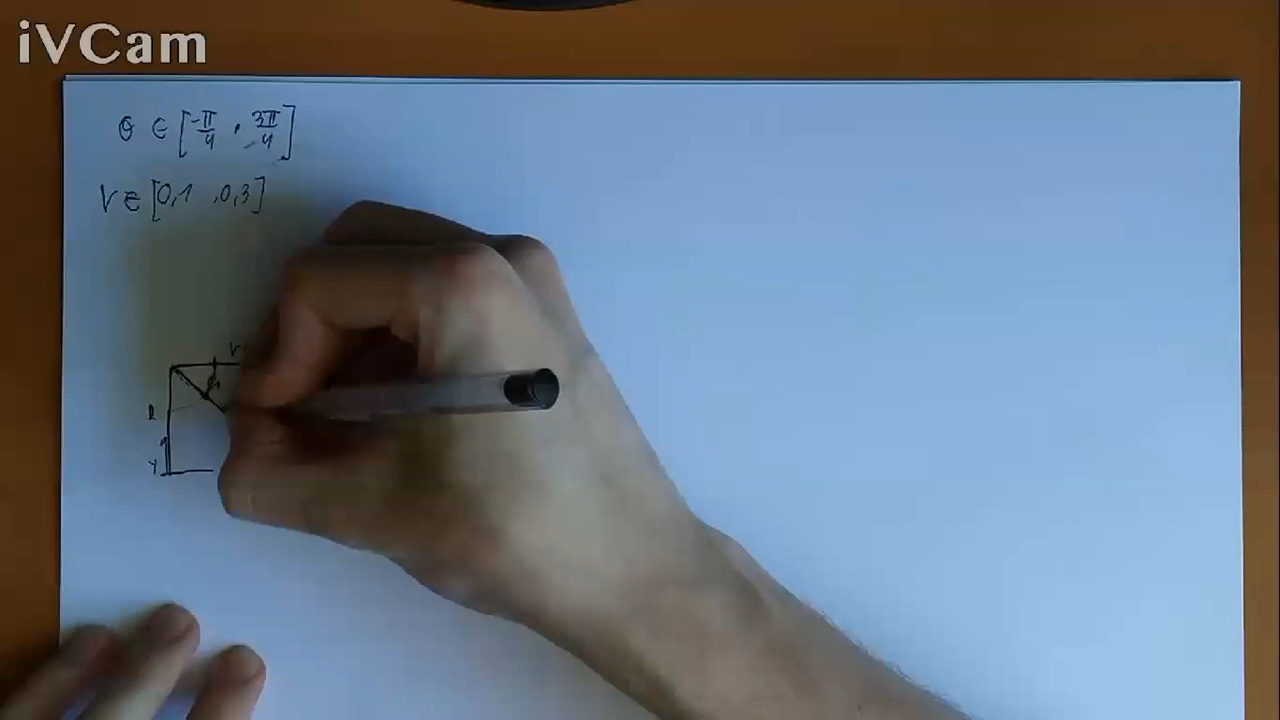 iVCam
θ ∈ [-π/4 , 3π/4]
r ∈ [0,1 ,0,3]